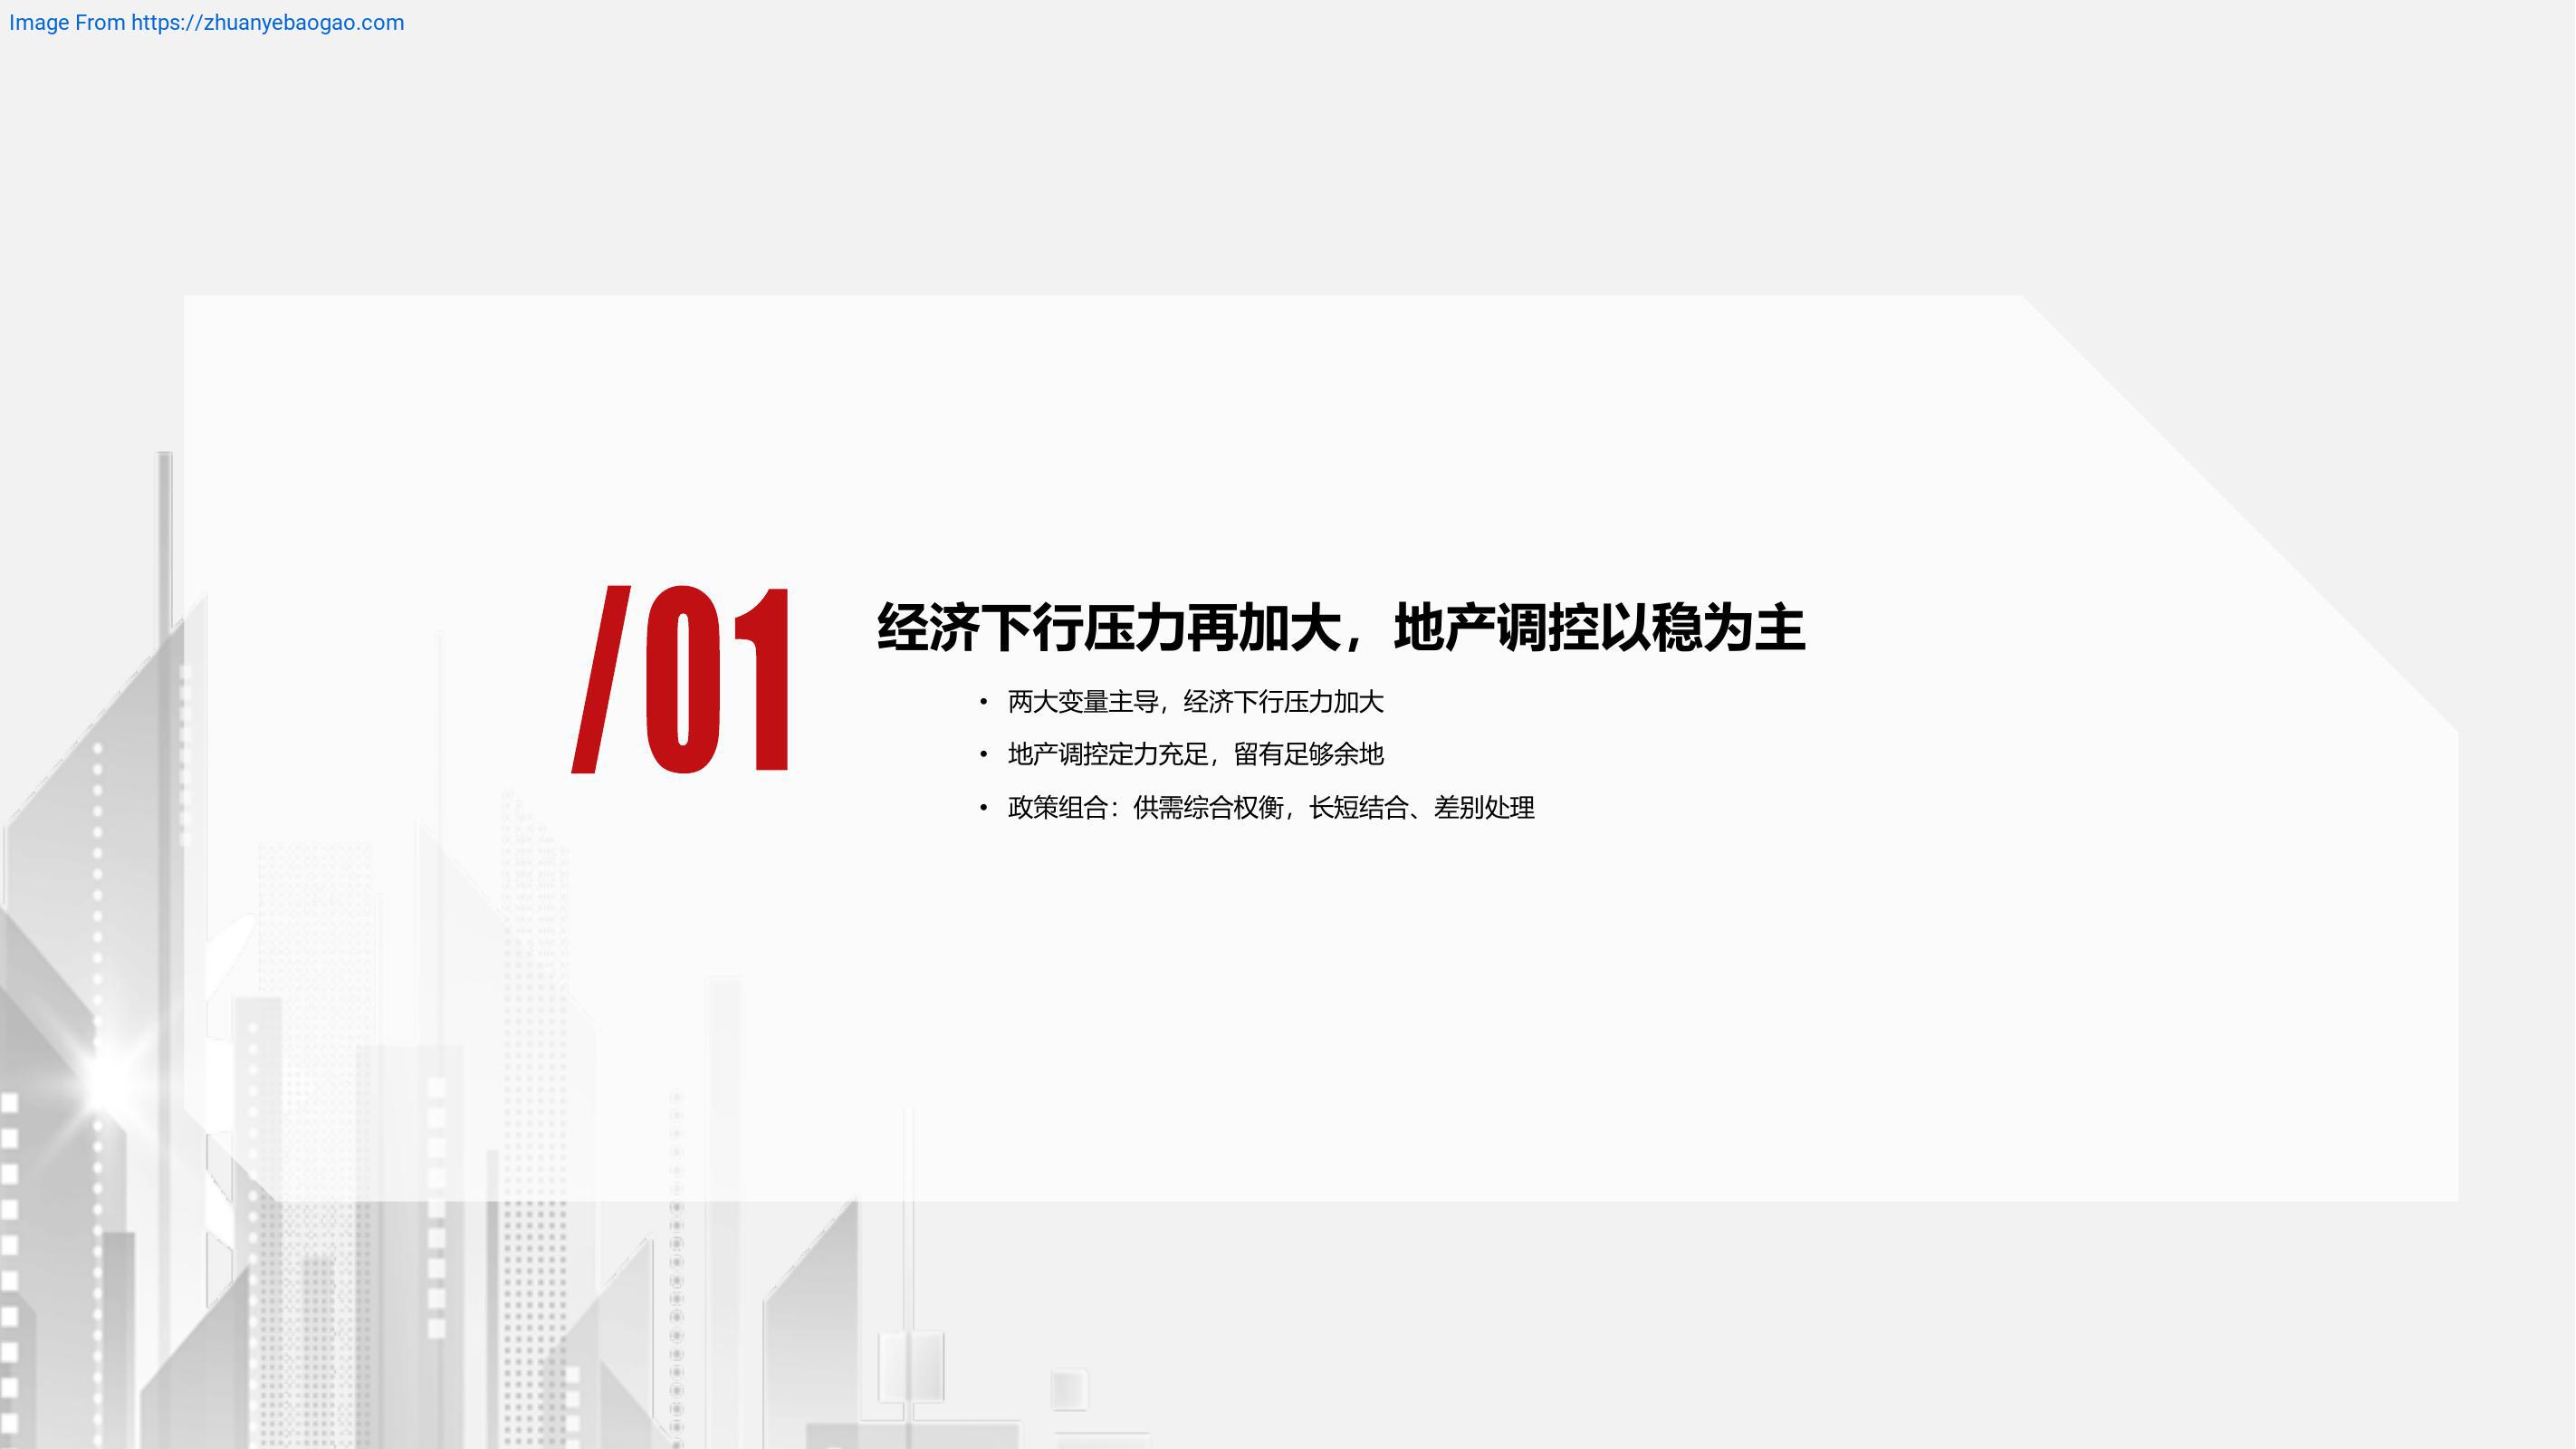 Image From https://zhuanyebaogao.com
/01
经济下行压力再加大，地产调控以稳为主
• 两大变量主导，经济下行压力加大
• 地产调控定力充足，留有足够余地
• 政策组合：供需综合权衡，长短结合、差别处理